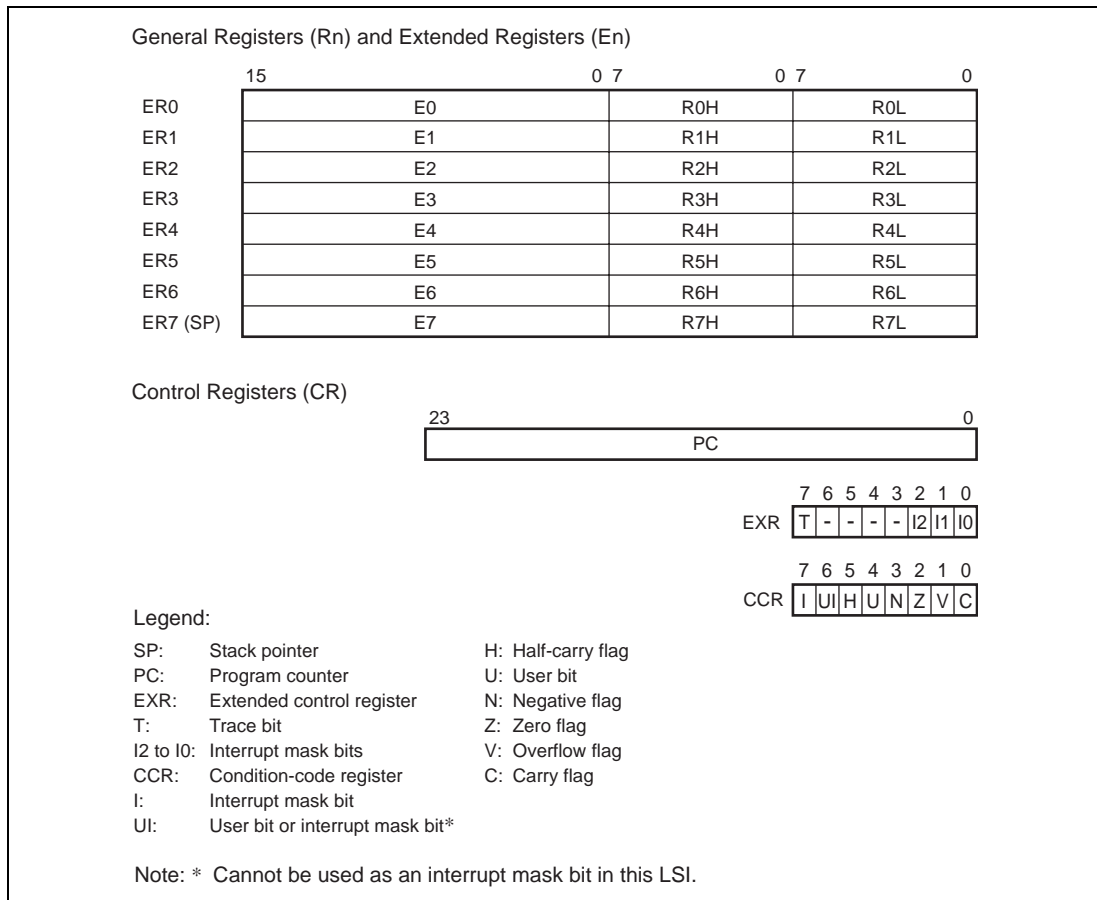 General Registers (Rn) and Extended Registers (En)
15 0 7 0 7 0
ER0 E0 R0H R0L
ER1 E1 R1H R1L
ER2 E2 R2H R2L
ER3 E3 R3H R3L
ER4 E4 R4H R4L
ER5 E5 R5H R5L
ER6 E6 R6H R6L
ER7 (SP) E7 R7H R7L
Control Registers (CR)
23 0
PC
7 6 5 4 3 2 1 0
EXR T - - - - I2 I1 I0
7 6 5 4 3 2 1 0
CCR I UI H U N Z V C
Legend:
SP: Stack pointer H: Half-carry flag
PC: Program counter U: User bit
EXR: Extended control register N: Negative flag
T: Trace bit Z: Zero flag
I2 to I0: Interrupt mask bits V: Overflow flag
CCR: Condition-code register C: Carry flag
I: Interrupt mask bit
UI: User bit or interrupt mask bit*
Note: * Cannot be used as an interrupt mask bit in this LSI.